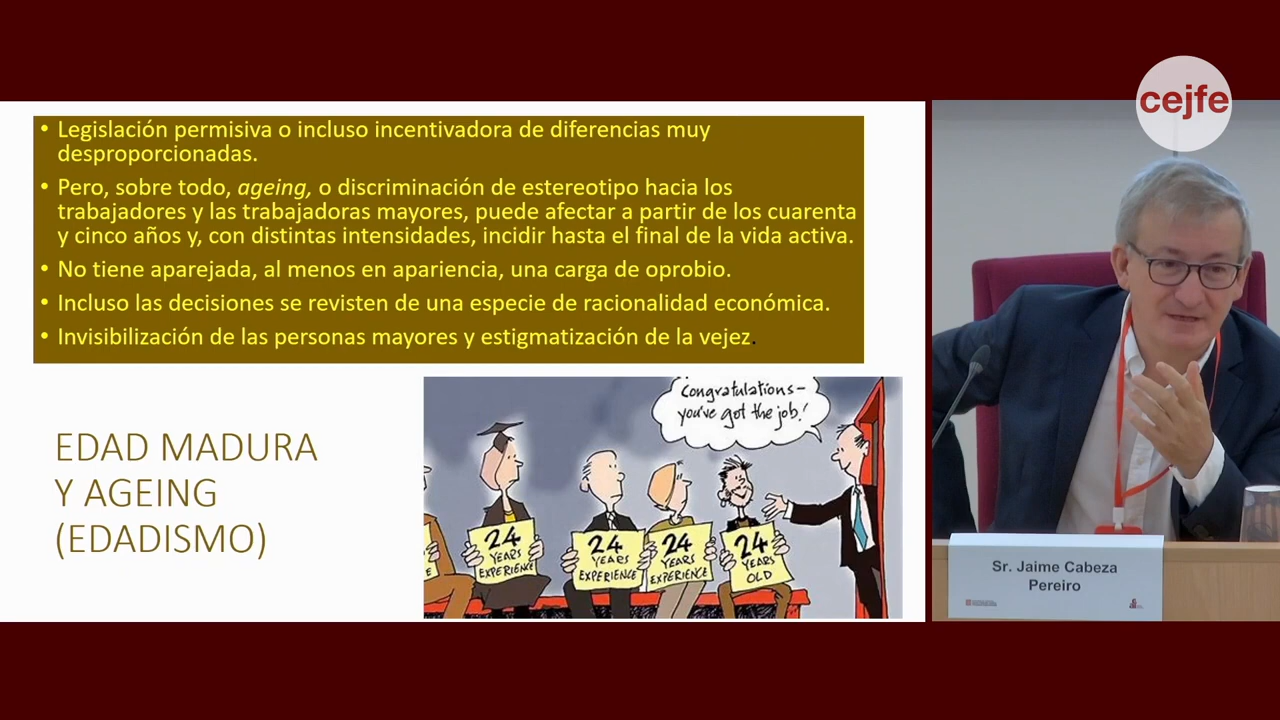 cejfe
• Legislación permisiva o incluso incentivadora de diferencias muy
desproporcionadas.
• Pero, sobre todo, ageing, o discriminación de estereotipo hacia los
trabajadores y las trabajadoras mayores, puede afectar a partir de los cuarenta
y cinco años y, con distintas intensidades, incidir hasta el final de la vida activa.
• No tiene aparejada, al menos en apariencia, una carga de oprobio.
• Incluso las decisiones se revisten de una especie de racionalidad económica.
• Invisibilización de las personas mayores y estigmatización de la vejez.
EDAD MADURA
Y AGEING
(EDADISMO)
Congratulations-
you've got the job!
24
YEARS
EXPERIENCE
24
YEARS
EXPERIENCE
24
YEARS
EXPERIENCE
24
YEARS
OLD
Sr. Jaime Cabeza
Pereiro